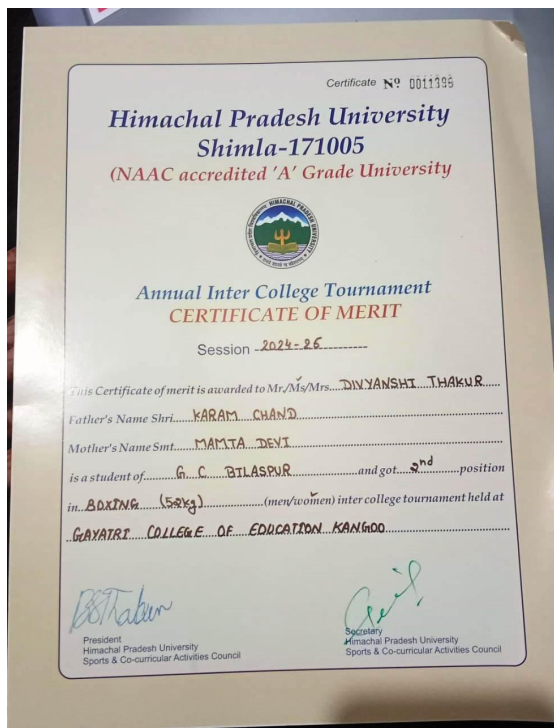 Certificate Nº 0011395
Himachal Pradesh University
Shimla-171005
(NAAC accredited 'A' Grade University
Annual Inter College Tournament
CERTIFICATE OF MERIT
Session 2024-26
This Certificate of merit is awarded to Mr./Ms/Mrs. DIVYANSHI THAKUR
Father's Name Shri KARAM CHAND
Mother's Name Smt. MAMTA DEVI
is a student of G. C BILASPUR and got 2nd position
in BOXING (52kg) (men/women) inter college tournament held at
GAYATRI COLLEGE OF EDUCATION KANGOO
President
Himachal Pradesh University
Sports & Co-curricular Activities Council
Secretary
Himachal Pradesh University
Sports & Co-curricular Activities Council